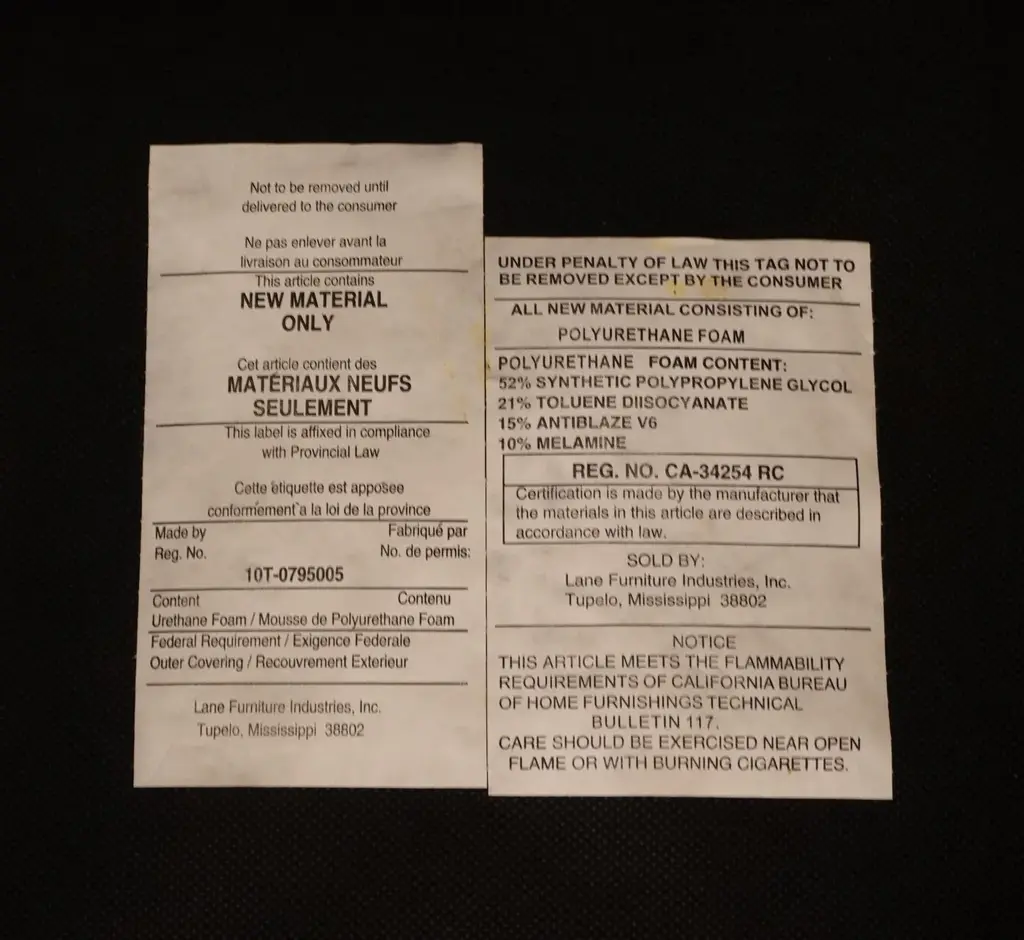 Not to be removed until
delivered to the consumer
Ne pas enlever avant la
livraison au consommateur
This article contains
NEW MATERIAL
ONLY
Cet article contient des
MATÉRIAUX NEUFS
SEULEMENT
This label is affixed in compliance
with Provincial Law
Cette étiquette est apposée
conformément`a la loi de la province
Made by Fabriqué par
Reg. No. No. de permis:
10T-0795005
Content Contenu
Urethane Foam / Mousse de Polyurethane Foam
Federal Requirement / Exigence Federale
Outer Covering / Recouvrement Exterieur
Lane Furniture Industries, Inc.
Tupelo, Mississippi 38802
UNDER PENALTY OF LAW THIS TAG NOT TO
BE REMOVED EXCEPT BY THE CONSUMER
ALL NEW MATERIAL CONSISTING OF:
POLYURETHANE FOAM
POLYURETHANE FOAM CONTENT:
52% SYNTHETIC POLYPROPYLENE GLYCOL
21% TOLUENE DIISOCYANATE
15% ANTIBLAZE V6
10% MELAMINE
REG. NO. CA-34254 RC
Certification is made by the manufacturer that
the materials in this article are described in
accordance with law.
SOLD BY:
Lane Furniture Industries, Inc.
Tupelo, Mississippi 38802
NOTICE
THIS ARTICLE MEETS THE FLAMMABILITY
REQUIREMENTS OF CALIFORNIA BUREAU
OF HOME FURNISHINGS TECHNICAL
BULLETIN 117.
CARE SHOULD BE EXERCISED NEAR OPEN
FLAME OR WITH BURNING CIGARETTES.